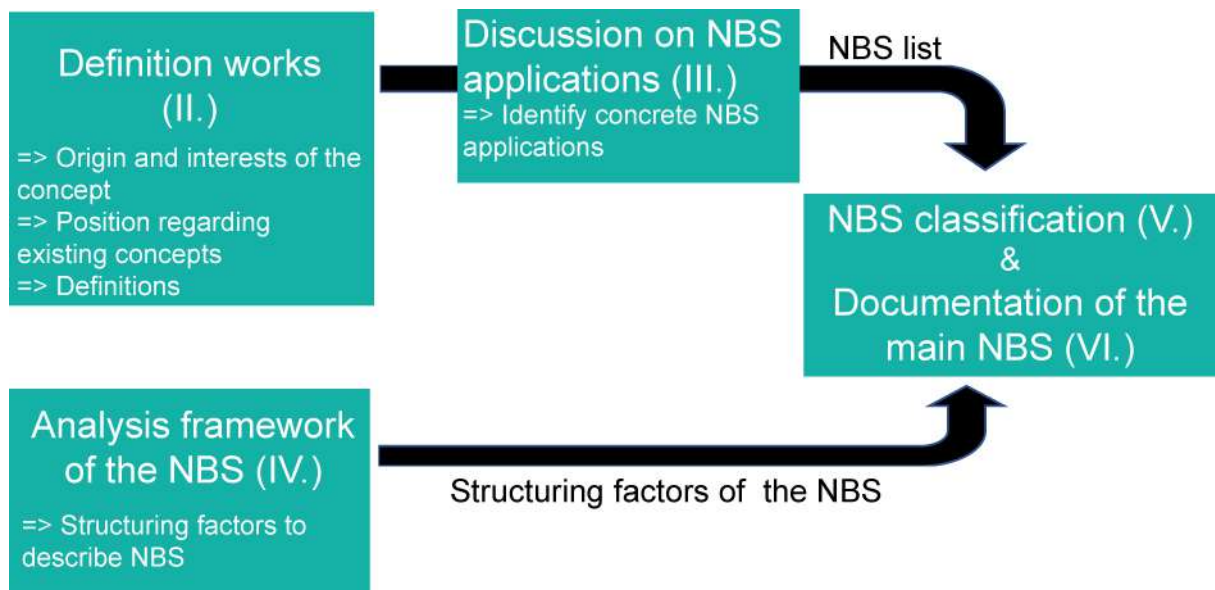 Definition works
(II.)
=> Origin and interests of the
concept
=> Position regarding
existing concepts
=> Definitions
Discussion on NBS
applications (III.)
=> Identify concrete NBS
applications
NBS list
NBS classification (V.)
&
Documentation of the
main NBS (VI.)
Analysis framework
of the NBS (IV.)
=> Structuring factors to
describe NBS
Structuring factors of the NBS